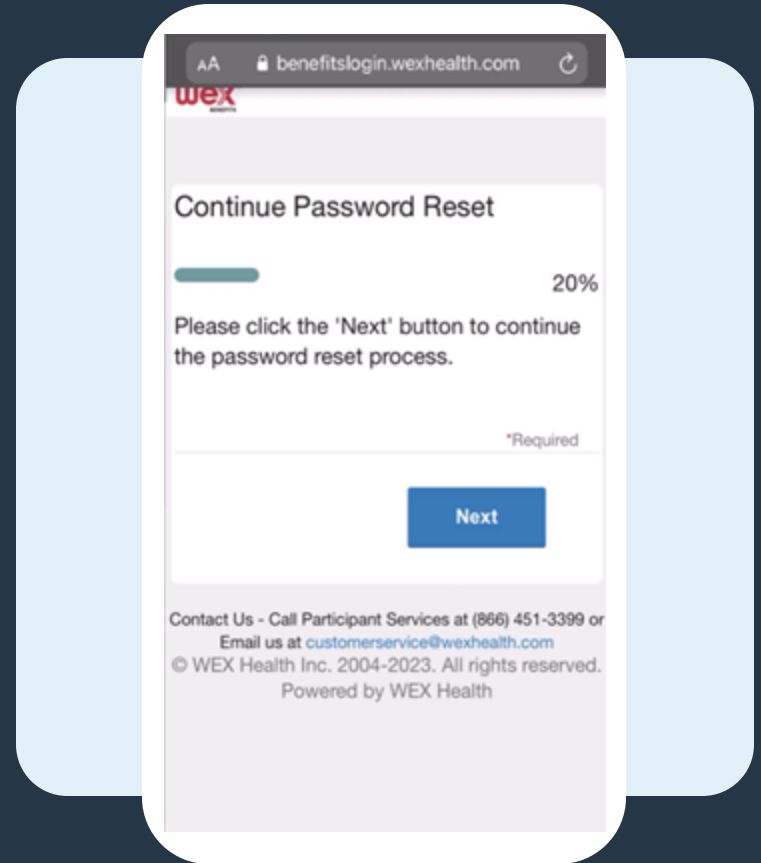 AA benefitslogin.wexhealth.com
wex
BENEFITS
Continue Password Reset
20%
Please click the 'Next' button to continue
the password reset process.
*Required
Next
Contact Us - Call Participant Services at (866) 451-3399 or
Email us at customerservice@wexhealth.com
© WEX Health Inc. 2004-2023. All rights reserved.
Powered by WEX Health